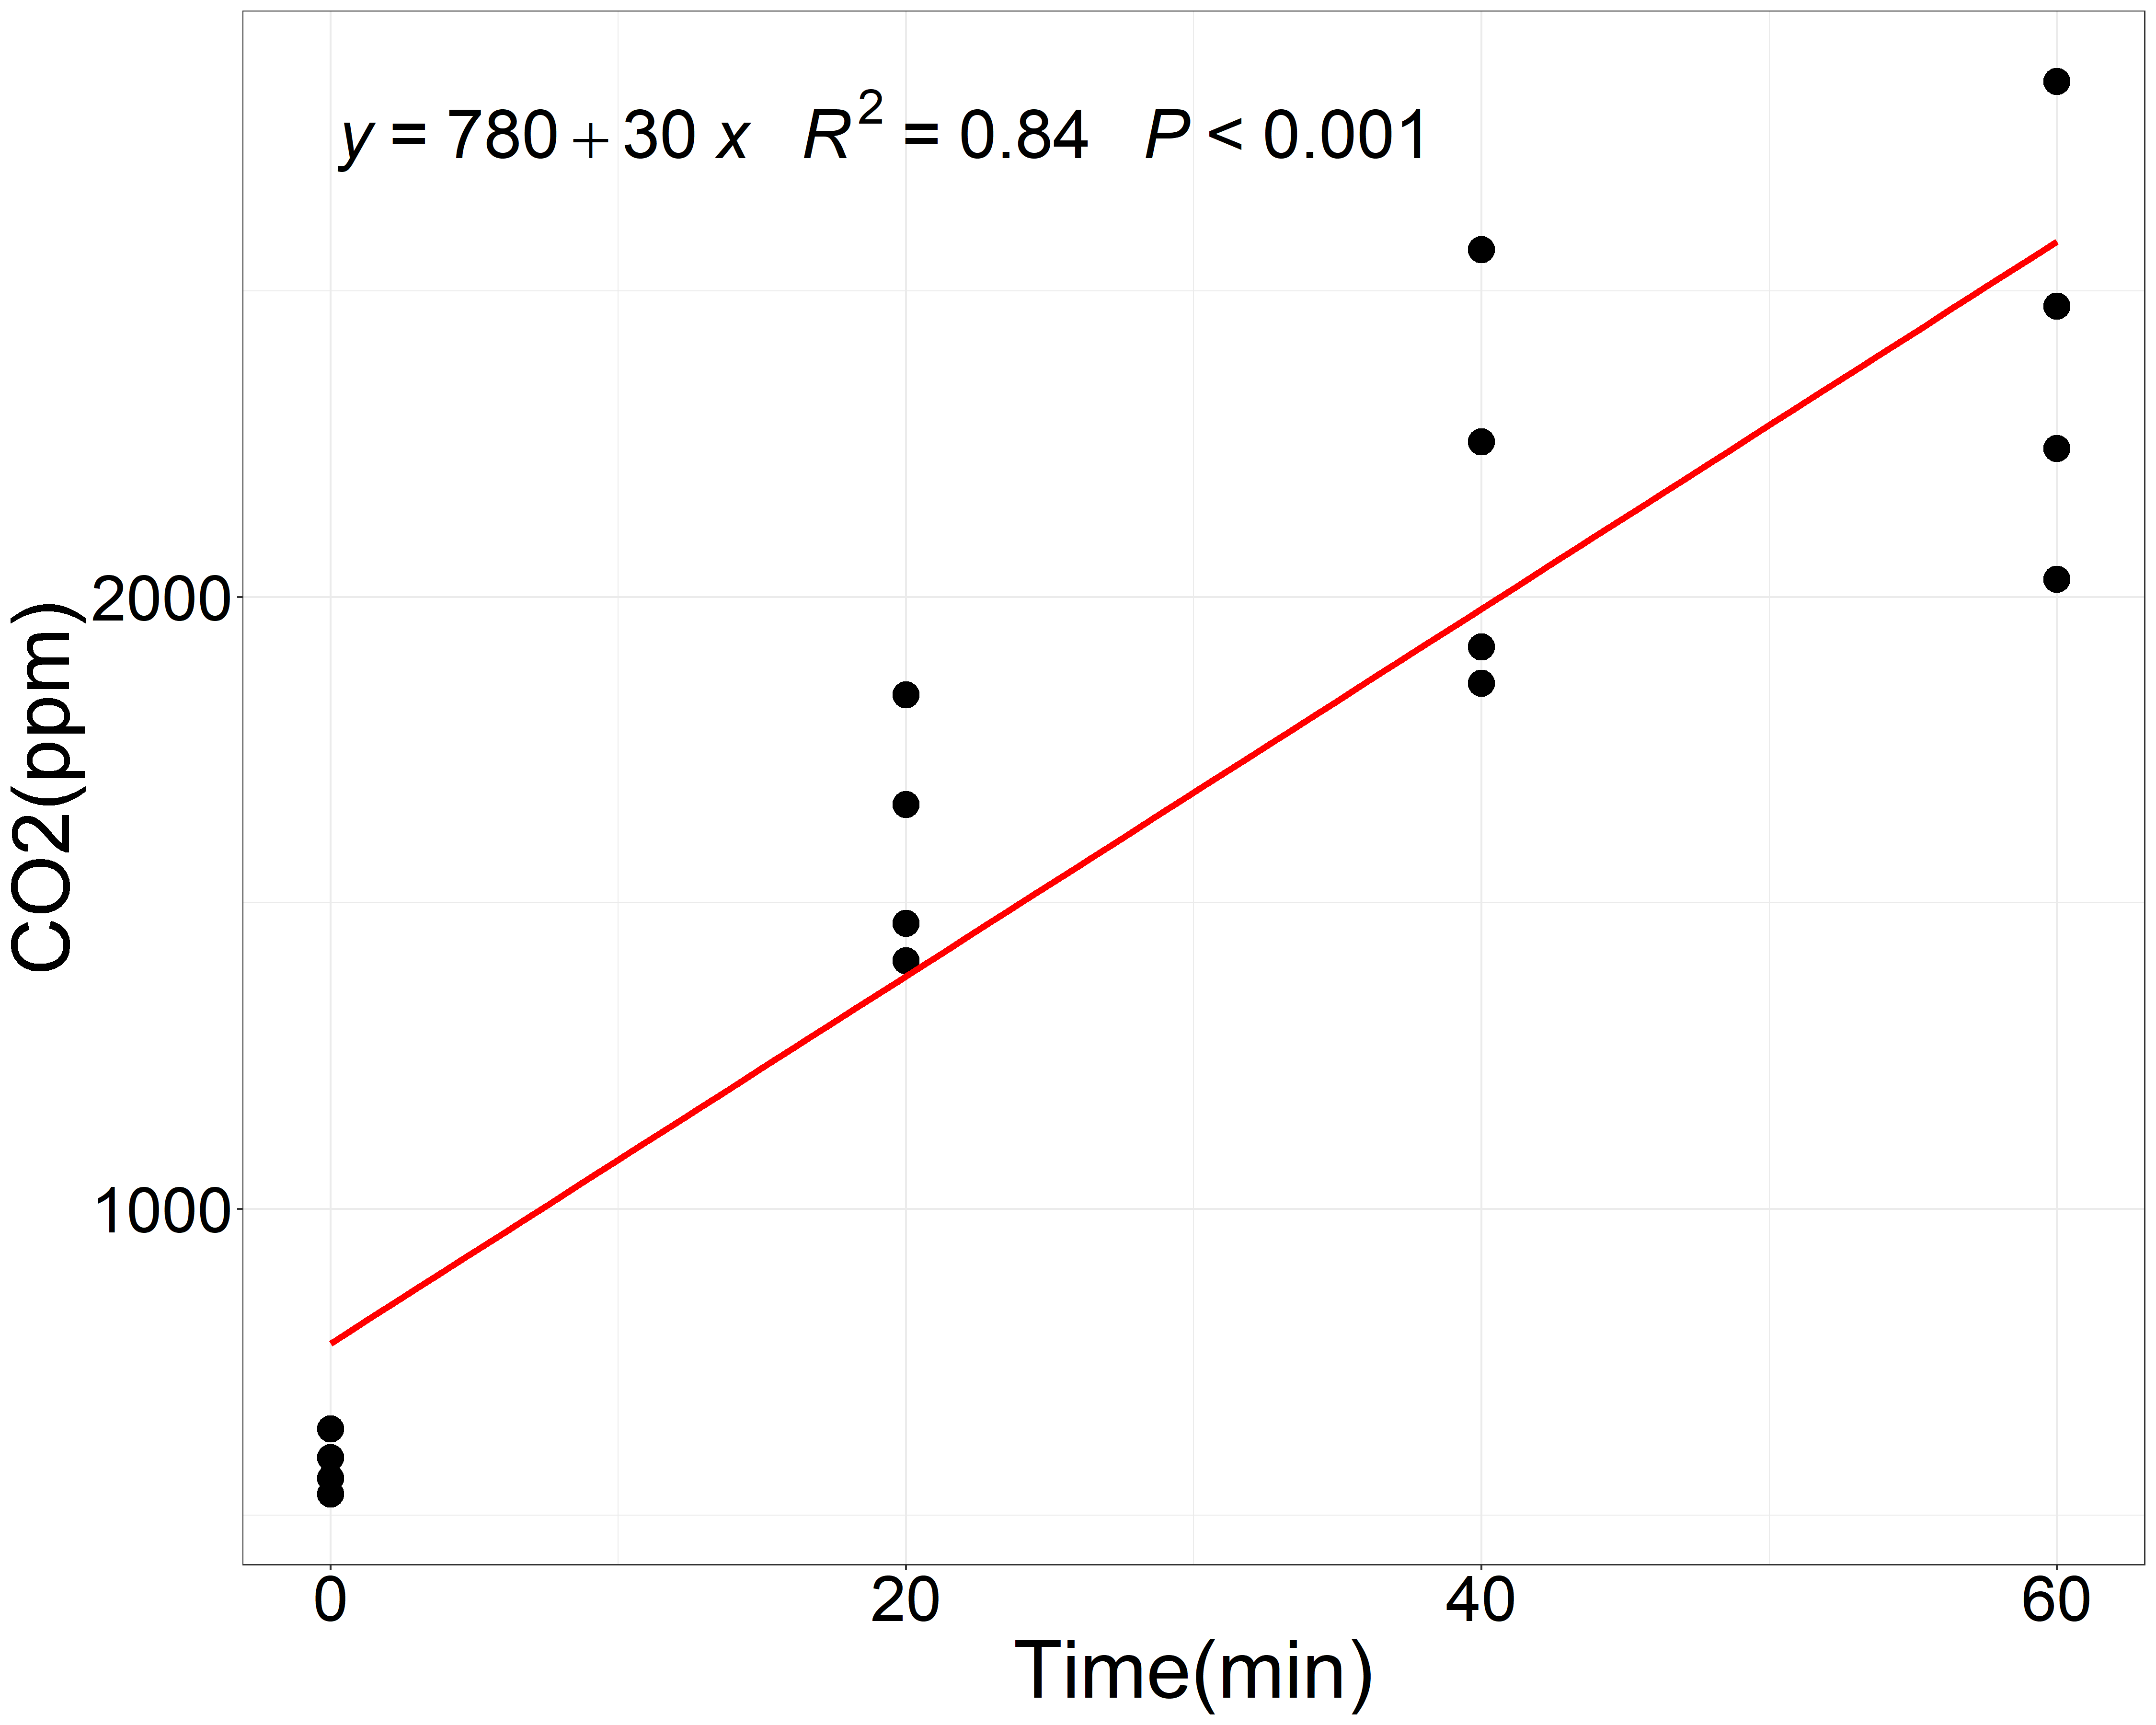 y = 780 + 30 x R² = 0.84 P < 0.001
CO2(ppm)
2000
1000
0 20 40 60
Time(min)